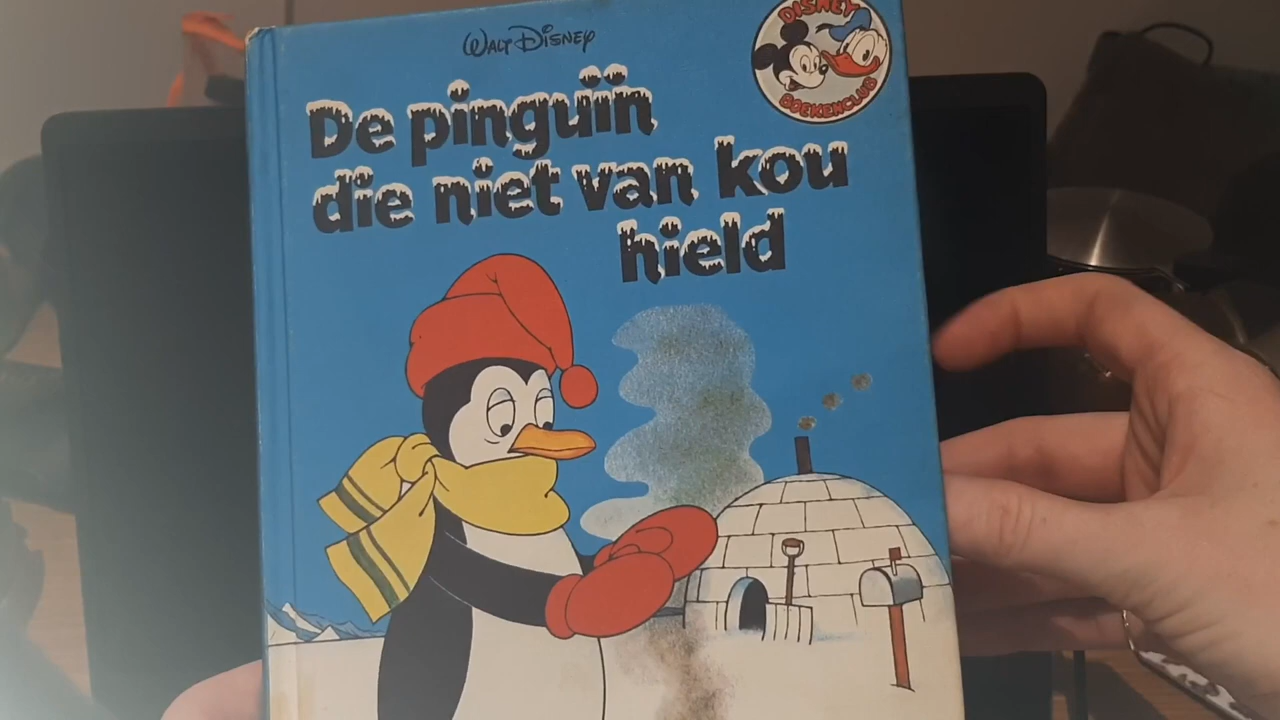 WALT DISNEY
DISNEY
BOEKENCLUB
De pinguïn
die niet van kou
hield